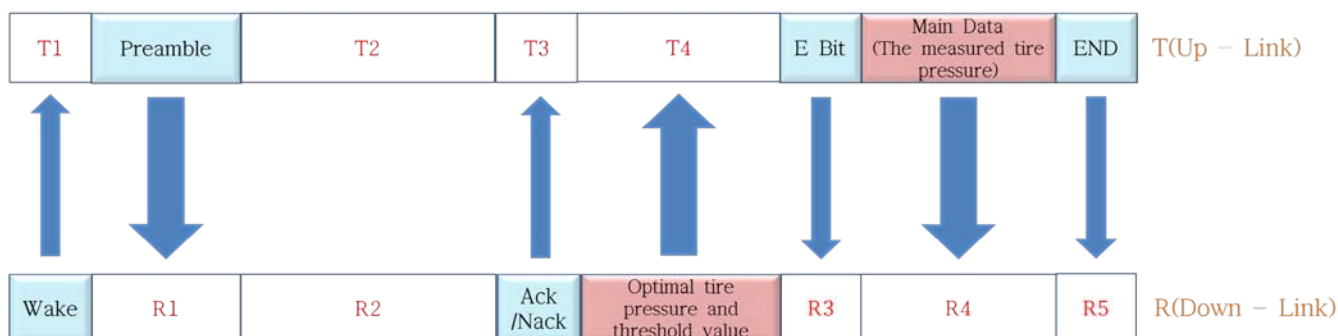 T1
Preamble
T2
T3
T4
E Bit
Main Data
(The measured tire
pressure)
END
T(Up - Link)
Wake
R1
R2
Ack
/Nack
Optimal tire
pressure and
threshold value
R3
R4
R5
R(Down - Link)